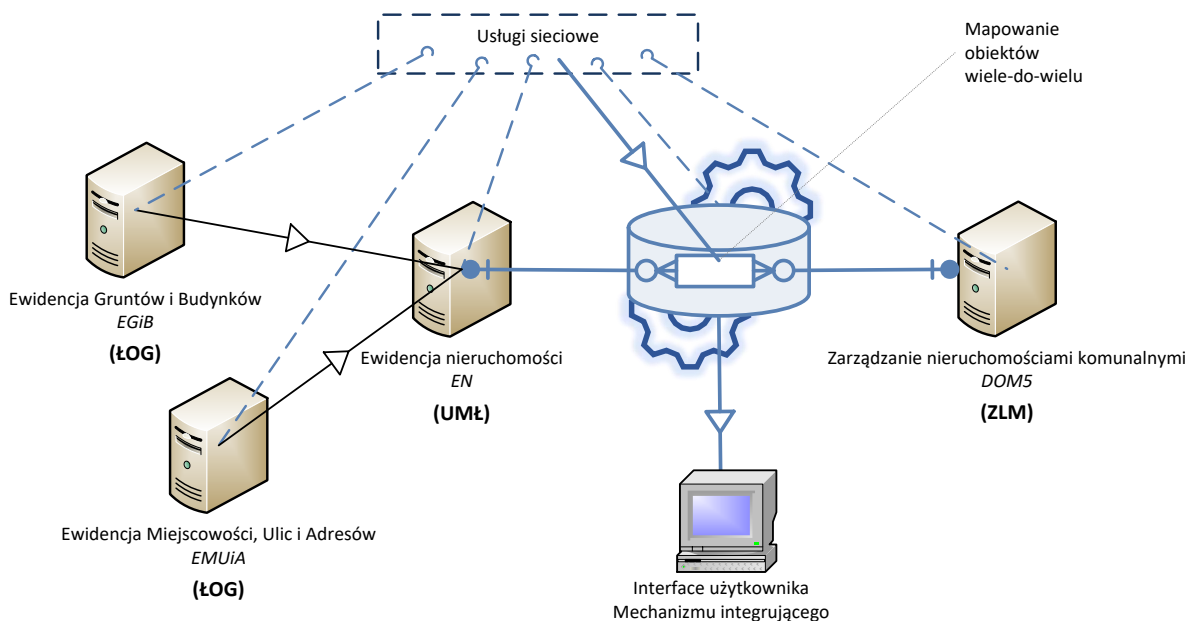 Usługi sieciowe
Mapowanie
obiektów
wiele-do-wielu
Ewidencja Gruntów i Budynków
EGiB
(ŁOG)
Ewidencja nieruchomości
EN
(UMŁ)
Zarządzanie nieruchomościami komunalnymi
DOM5
(ZLM)
Ewidencja Miejscowości, Ulic i Adresów
EMUiA
(ŁOG)
Interface użytkownika
Mechanizmu integrującego